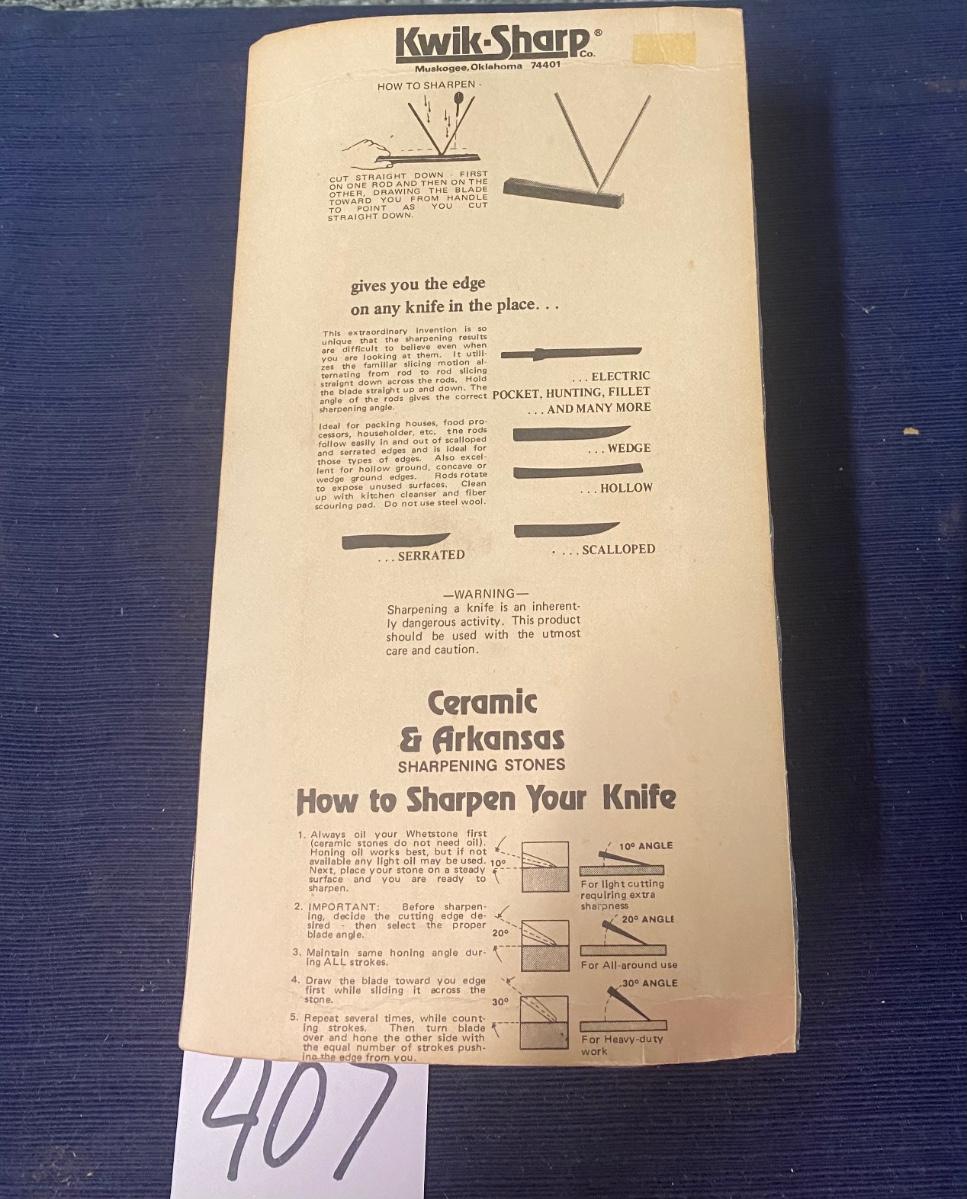 Kwik-Sharp®
Co.
Muskogee, Oklahoma 74401
HOW TO SHARPEN -
CUT STRAIGHT DOWN - FIRST
ON ONE ROD AND THEN ON THE
OTHER, DRAWING THE BLADE
TOWARD YOU FROM HANDLE
TO POINT AS YOU CUT
STRAIGHT DOWN.
gives you the edge
on any knife in the place. . .
This extraordinary invention is so
unique that the sharpening results
are difficult to believe even when
you are looking at them. It utili-
zes the familiar slicing motion al-
ternating from rod to rod slicing
straight down across the rods. Hold
the blade straight up and down. The
angle of the rods gives the correct
sharpening angle.
Ideal for packing houses, food pro-
cessors, householder, etc. the rods
follow easily in and out of scalloped
and serrated edges and is ideal for
those types of edges. Also excel-
lent for hollow ground, concave or
wedge ground edges. Rods rotate
to expose unused surfaces. Clean
up with kitchen cleanser and fiber
scouring pad. Do not use steel wool.
. . . ELECTRIC
POCKET, HUNTING, FILLET
. . . AND MANY MORE
. . . WEDGE
. . . HOLLOW
. . . SERRATED
. . . . SCALLOPED
—WARNING—
Sharpening a knife is an inherent-
ly dangerous activity. This product
should be used with the utmost
care and caution.
Ceramic
& Arkansas
SHARPENING STONES
How to Sharpen Your Knife
1. Always oil your Whetstone first
(ceramic stones do not need oil).
Honing oil works best, but if not
available any light oil may be used.
Next, place your stone on a steady
surface and you are ready to
sharpen.
2. IMPORTANT: Before sharpen-
ing, decide the cutting edge de-
sired - then select the proper
blade angle.
3. Maintain same honing angle dur-
ing ALL strokes.
4. Draw the blade toward you edge
first while sliding it across the
stone.
5. Repeat several times, while count-
ing strokes. Then turn blade
over and hone the other side with
the equal number of strokes push-
ing the edge from you.
10º
10º ANGLE
For light cutting
requiring extra
sharpness
20º
20º ANGLE
For All-around use
30º
30º ANGLE
For Heavy-duty
work
407